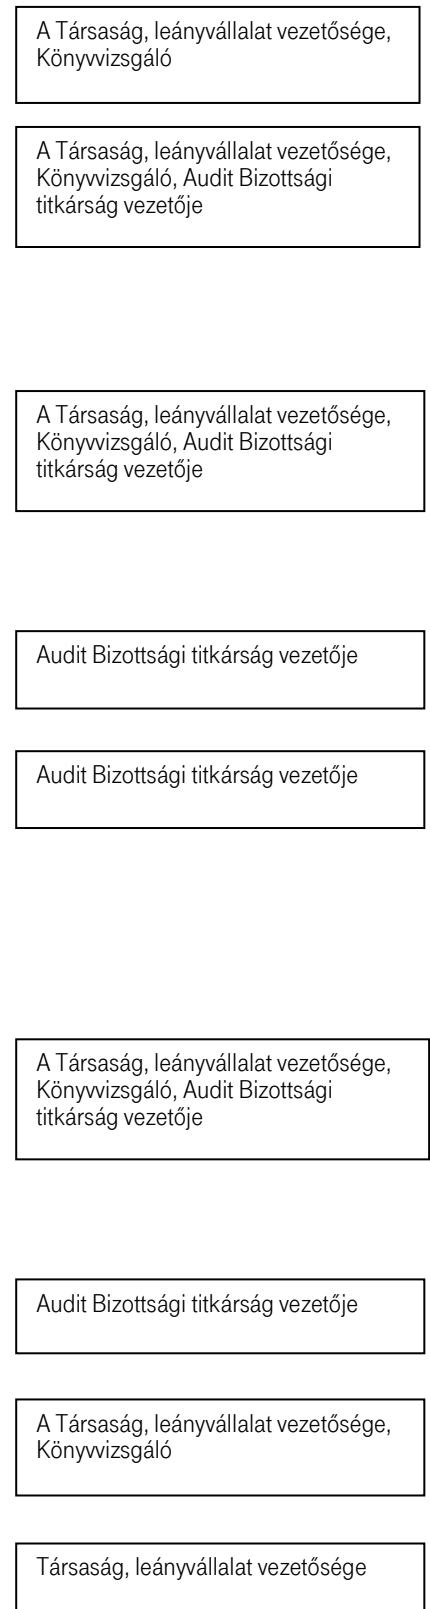 A Társaság, leányvállalat vezetősége,
Könyvvizsgáló
A Társaság, leányvállalat vezetősége,
Könyvvizsgáló, Audit Bizottsági
titkárság vezetője
A Társaság, leányvállalat vezetősége,
Könyvvizsgáló, Audit Bizottsági
titkárság vezetője
Audit Bizottsági titkárság vezetője
Audit Bizottsági titkárság vezetője
A Társaság, leányvállalat vezetősége,
Könyvvizsgáló, Audit Bizottsági
titkárság vezetője
Audit Bizottsági titkárság vezetője
A Társaság, leányvállalat vezetősége,
Könyvvizsgáló
Társaság, leányvállalat vezetősége